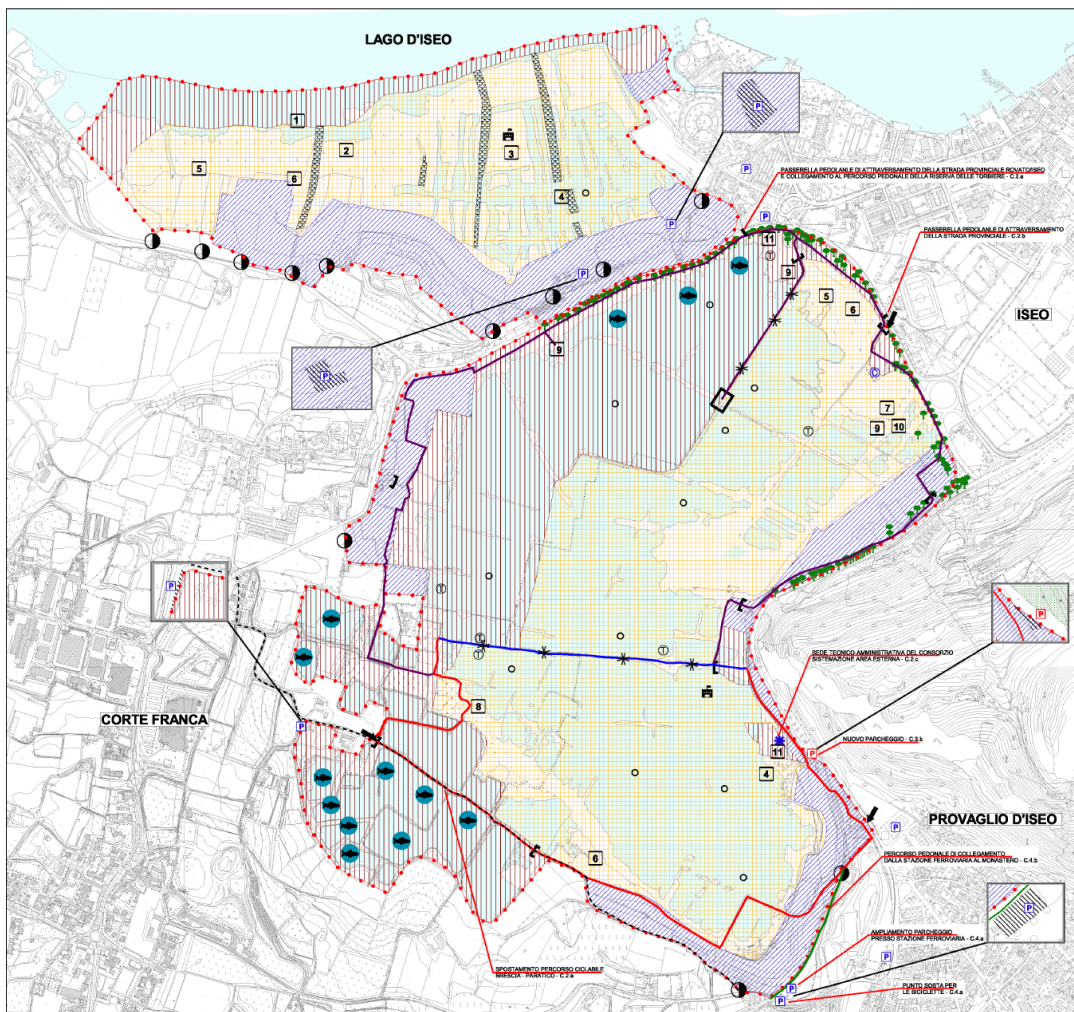 LAGO D'ISEO
P
1
2
3
5
6
4
P
P
P
P
PASSERELLA PEDOLANLE DI ATTRAVERSAMENTO DELLA STRADA PROVINCIALE ROVATO/ISEO
E COLLEGAMENTO AL PERCORSO PEDONALE DELLA RISERVA DELLE TORBIERE - C.2.a
PASSERELLA PEDOLANLE DI ATTRAVERSAMENTO
DELLA STRADA PROVINCIALE - C.2.b
11
T
9
5
6
ISEO
9
P
C
7
9
10
T
P
T
T
T
T
P
SEDE TECNICO-AMMINISTRATIVA DEL CONSORZIO
SISTEMAZIONE AREA ESTERNA - C.2.c
8
CORTE FRANCA
P
11
P
NUOVO PARCHEGGIO - C.3.b
4
PROVAGLIO D'ISEO
P
6
PERCORSO PEDONALE DI COLLEGAMENTO
DALLA STAZIONE FERROVIARIA AL MONASTERO - C.4.b
P
AMPLIAMENTO PARCHEGGIO
PRESSO STAZIONE FERROVIARIA - C.4.a
P
SPOSTAMENTO PERCORSO CICLABILE
BRESCIA - PARATICO - C.2.a
P
P
PUNTO SOSTA PER
LE BICICLETTE - C.4.a